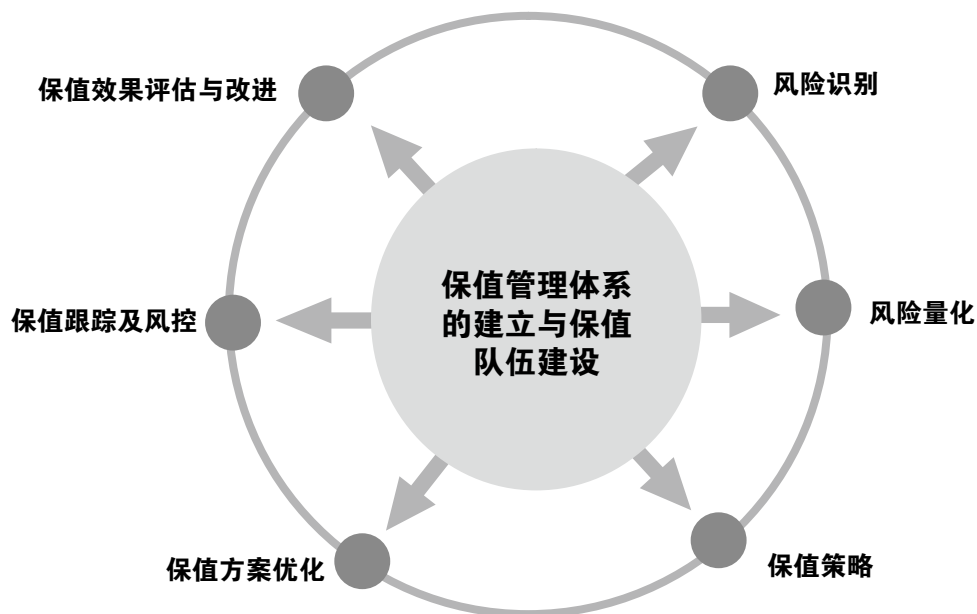 保值效果评估与改进
风险识别
保值管理体系
的建立与保值
队伍建设
保值跟踪及风控
风险量化
保值方案优化
保值策略